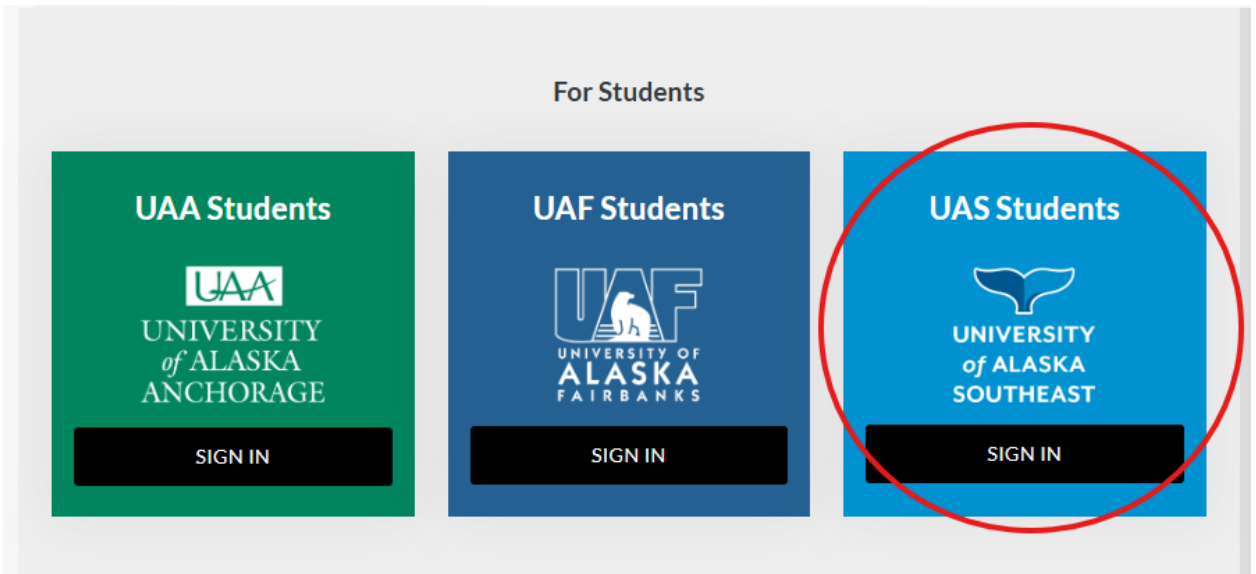 For Students
UAA Students
UAA
UNIVERSITY
of ALASKA
ANCHORAGE
SIGN IN
UAF Students
UAF
UNIVERSITY OF
ALASKA
FAIRBANKS
SIGN IN
UAS Students
UNIVERSITY
of ALASKA
SOUTHEAST
SIGN IN